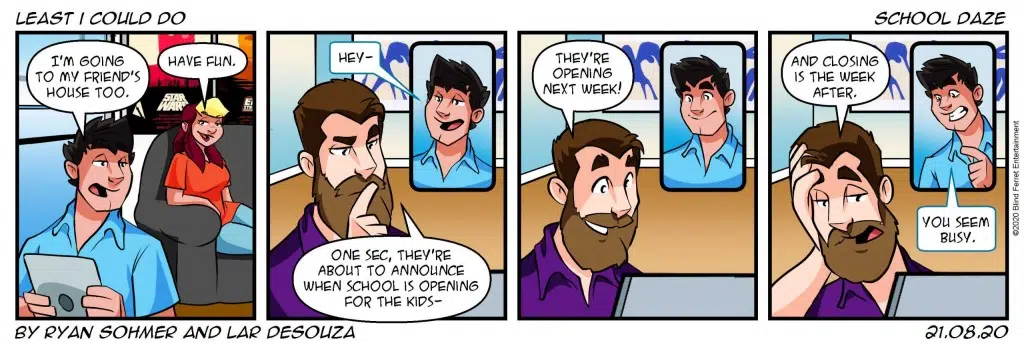 LEAST I COULD DO
SCHOOL DAZE
I'M GOING
TO MY FRIEND'S
HOUSE TOO.
HAVE FUN.
STAR
WARS
HEY-
ONE SEC, THEY'RE
ABOUT TO ANNOUNCE
WHEN SCHOOL IS OPENING
FOR THE KIDS-
THEY'RE
OPENING
NEXT WEEK!
AND CLOSING
IS THE WEEK
AFTER.
YOU SEEM
BUSY.
©2020 Blind Ferret Entertainment
BY RYAN SOHMER AND LAR DESOUZA
21.08.20